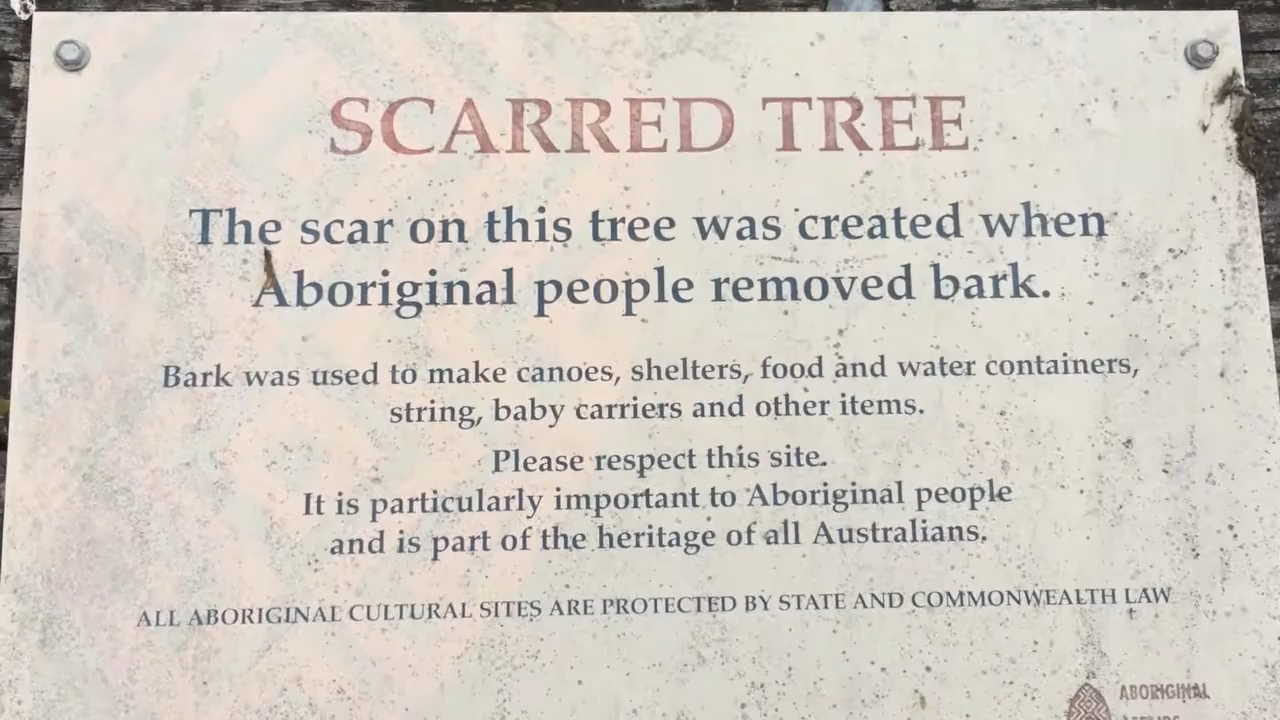 SCARRED TREE
The scar on this tree was created when
Aboriginal people removed bark.
Bark was used to make canoes, shelters, food and water containers,
string, baby carriers and other items.
Please respect this site.
It is particularly important to Aboriginal people
and is part of the heritage of all Australians.
ALL ABORIGINAL CULTURAL SITES ARE PROTECTED BY STATE AND COMMONWEALTH LAW
ABORIGINAL